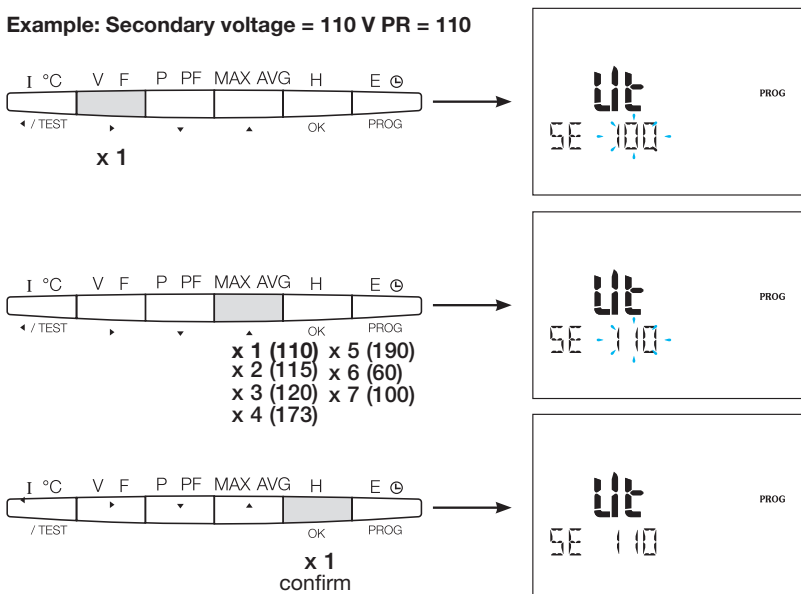 Example: Secondary voltage = 110 V PR = 110
I °C V F P PF MAX AVG H E
/ TEST OK PROG
x 1
Ut
PROG
SE 100
I °C V F P PF MAX AVG H E
/ TEST OK PROG
x 1 (110) x 5 (190)
x 2 (115) x 6 (60)
x 3 (120) x 7 (100)
x 4 (173)
Ut
PROG
SE 110
I °C V F P PF MAX AVG H E
/ TEST OK PROG
x 1
confirm
Ut
PROG
SE 110